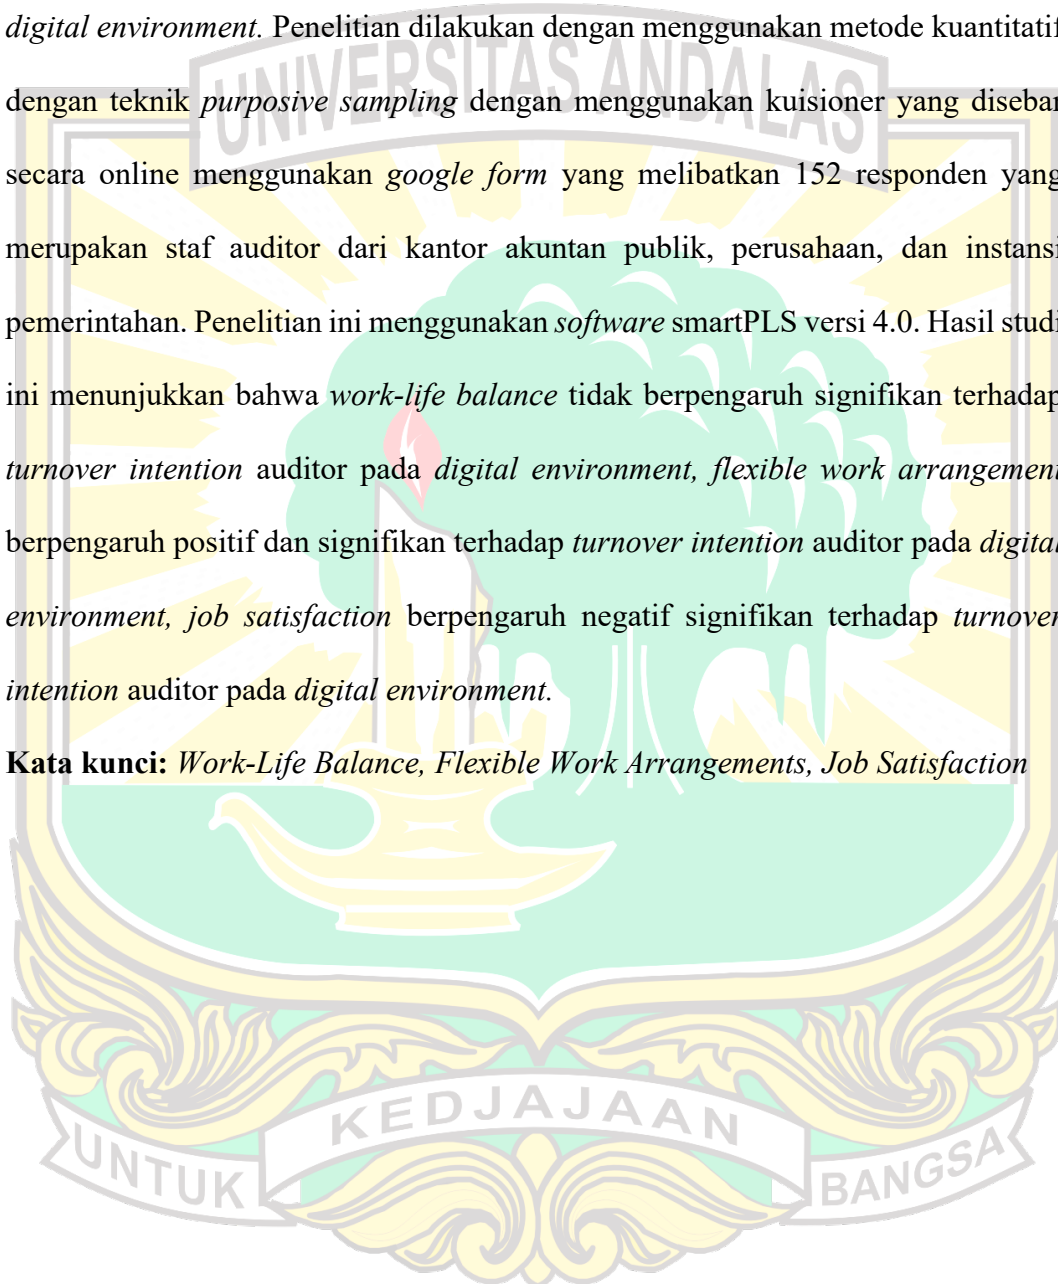 digital environment. Penelitian dilakukan dengan menggunakan metode kuantitatif
UNIVERSITAS ANDALAS
dengan teknik purposive sampling dengan menggunakan kuisioner yang disebar
secara online menggunakan google form yang melibatkan 152 responden yang
merupakan staf auditor dari kantor akuntan publik, perusahaan, dan instansi
pemerintahan. Penelitian ini menggunakan software smartPLS versi 4.0. Hasil studi
ini menunjukkan bahwa work-life balance tidak berpengaruh signifikan terhadap
turnover intention auditor pada digital environment, flexible work arrangement
berpengaruh positif dan signifikan terhadap turnover intention auditor pada digital
environment, job satisfaction berpengaruh negatif signifikan terhadap turnover
intention auditor pada digital environment.
Kata kunci: Work-Life Balance, Flexible Work Arrangements, Job Satisfaction
UNTUK KEDJAJAAN BANGSA